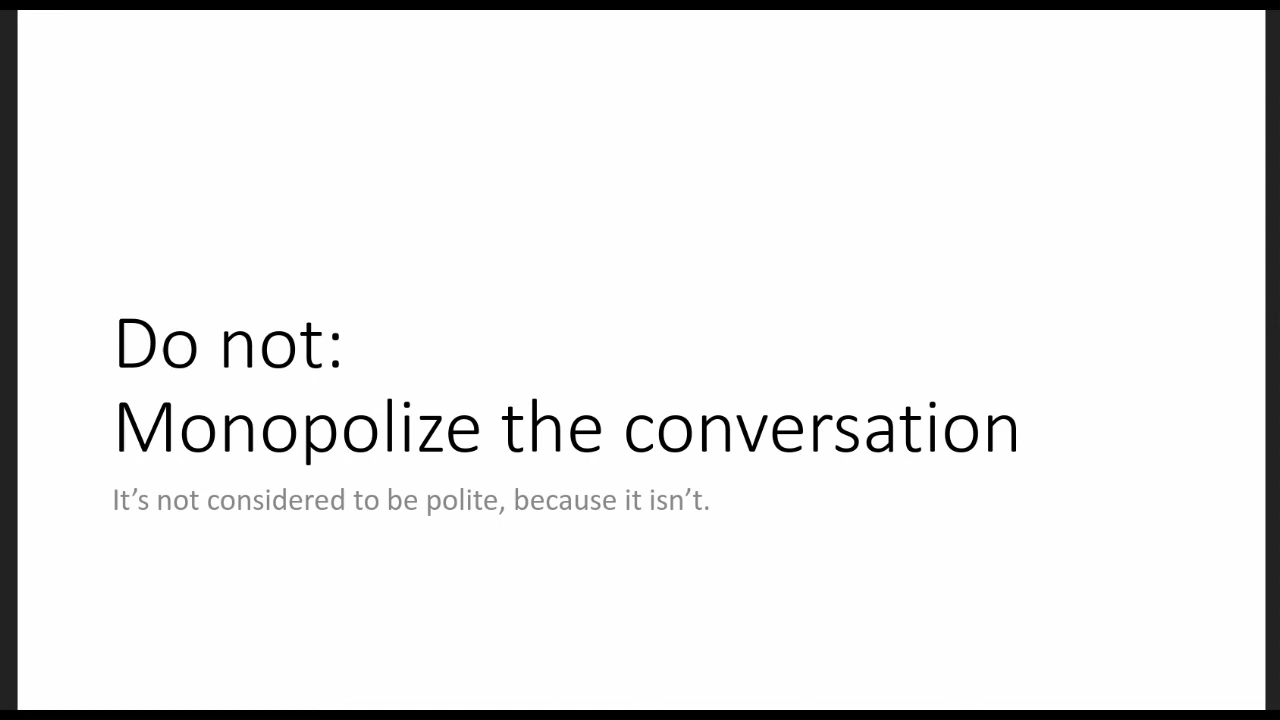 Do not:
Monopolize the conversation
It’s not considered to be polite, because it isn’t.